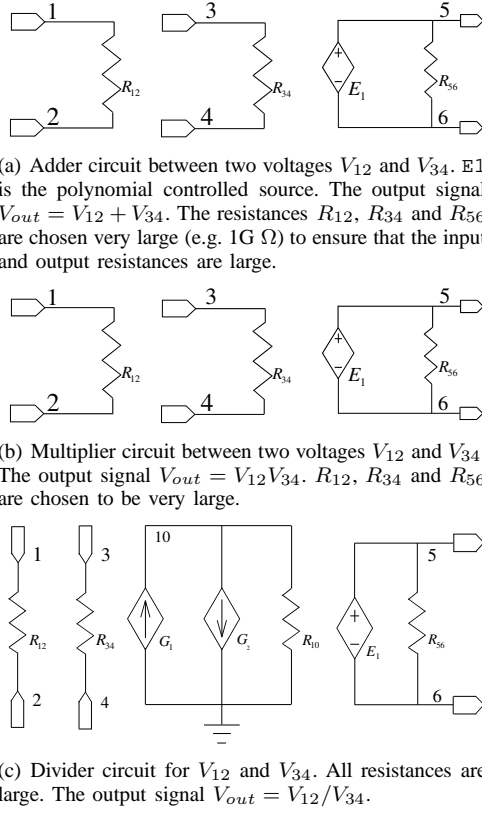 1 3 5
R12 R34 E1 R56
2 4 6
(a) Adder circuit between two voltages V12 and V34. E1
is the polynomial controlled source. The output signal
Vout = V12 + V34. The resistances R12, R34 and R56
are chosen very large (e.g. 1G Ω) to ensure that the input
and output resistances are large.
1 3 5
R12 R34 E1 R56
2 4 6
(b) Multiplier circuit between two voltages V12 and V34
The output signal Vout = V12V34. R12, R34 and R56
are chosen to be very large.
10
1 3 5
R12 R34 G1 G2 R10 E1 R56
2 4 6
(c) Divider circuit for V12 and V34. All resistances are
large. The output signal Vout = V12/V34.